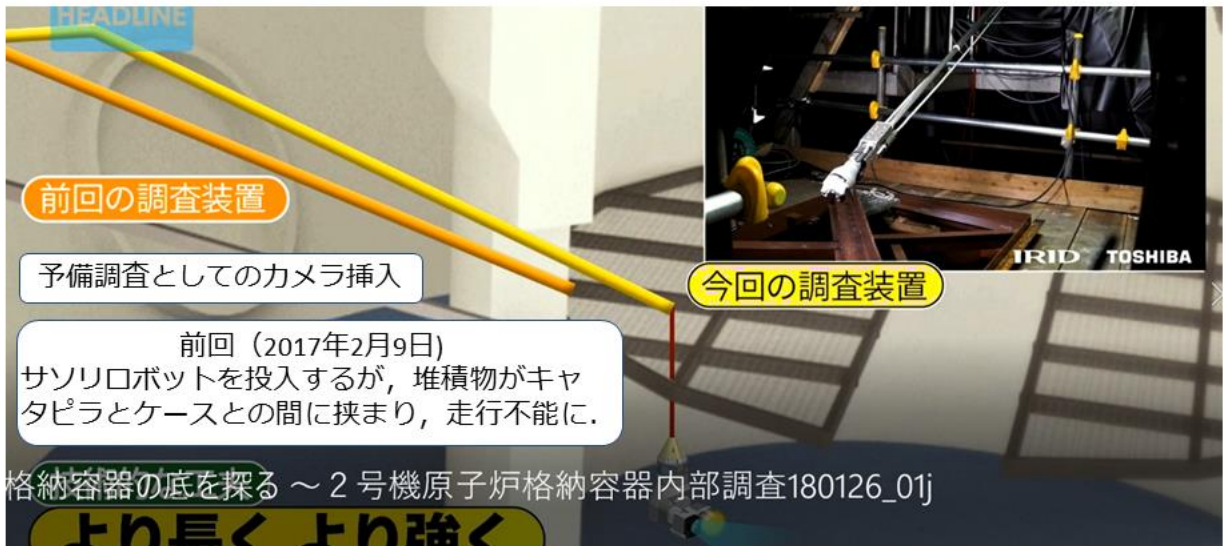 HEADLINE
IRID TOSHIBA
前回の調査装置
今回の調査装置
予備調査としてのカメラ挿入
前回（2017年2月9日)
サソリロボットを投入するが，堆積物がキャ
タピラとケースとの間に挟まり，走行不能に.
格納容器の底を探る ～２号機原子炉格納容器内部調査180126_01j
より長く より強く